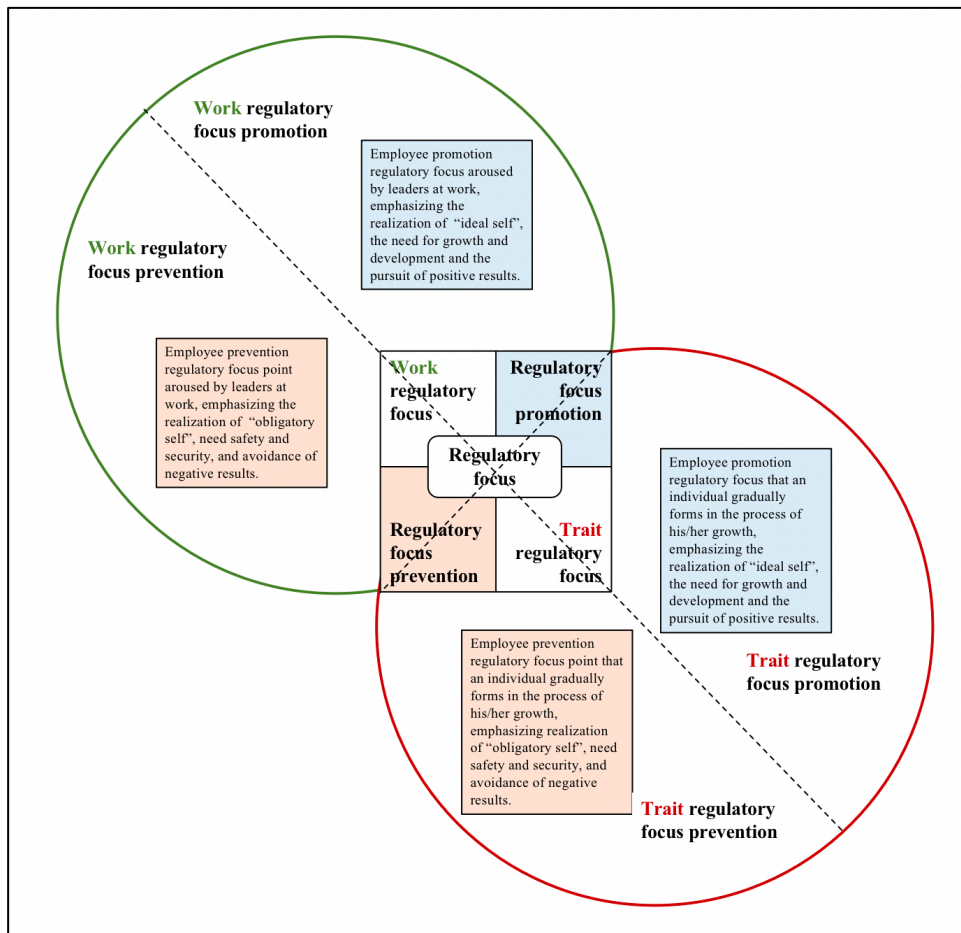 Work regulatory
focus promotion
Employee promotion
regulatory focus aroused
by leaders at work,
emphasizing the
realization of “ideal self”,
the need for growth and
development and the
pursuit of positive results.
Work regulatory
focus prevention
Employee prevention
regulatory focus point
aroused by leaders at
work, emphasizing the
realization of “obligatory
self”, need safety and
security, and avoidance of
negative results.
Work
regulatory
focus
Regulatory
focus
promotion
Regulatory
focus
Regulatory
focus
prevention
Trait
regulatory
focus
Employee promotion
regulatory focus that an
individual gradually
forms in the process of
his/her growth,
emphasizing the
realization of “ideal self”,
the need for growth and
development and the
pursuit of positive results.
Trait regulatory
focus promotion
Employee prevention
regulatory focus point that
an individual gradually
forms in the process of
his/her growth,
emphasizing realization
of “obligatory self”, need
safety and security, and
avoidance of negative
results.
Trait regulatory
focus prevention